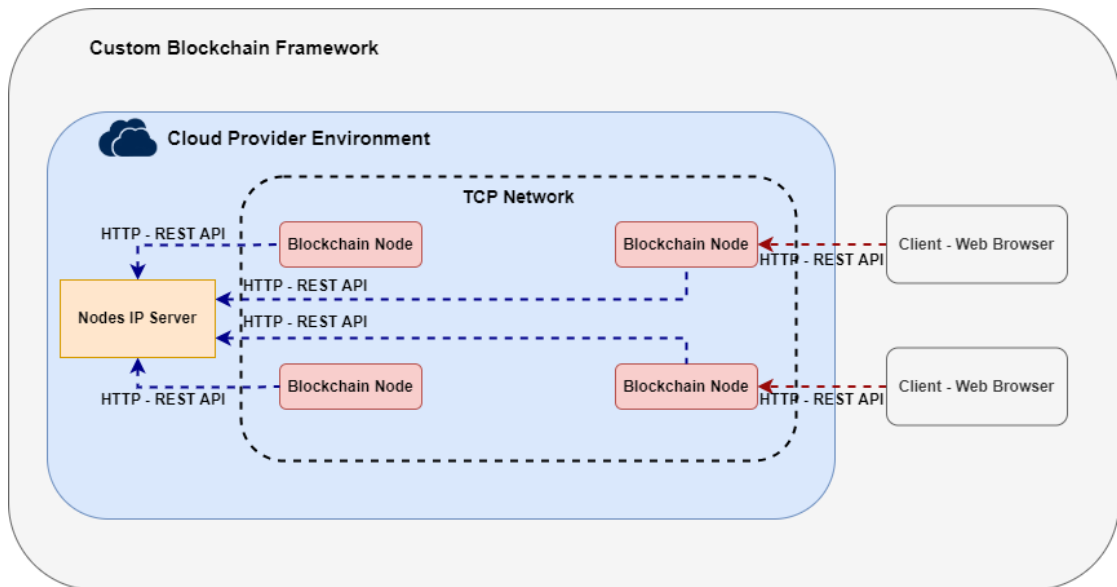 Custom Blockchain Framework
Cloud Provider Environment
TCP Network
HTTP - REST API
Blockchain Node
Blockchain Node
HTTP - REST API
Client - Web Browser
HTTP - REST API
Nodes IP Server
HTTP - REST API
Blockchain Node
Blockchain Node
Client - Web Browser
HTTP - REST API
HTTP - REST API